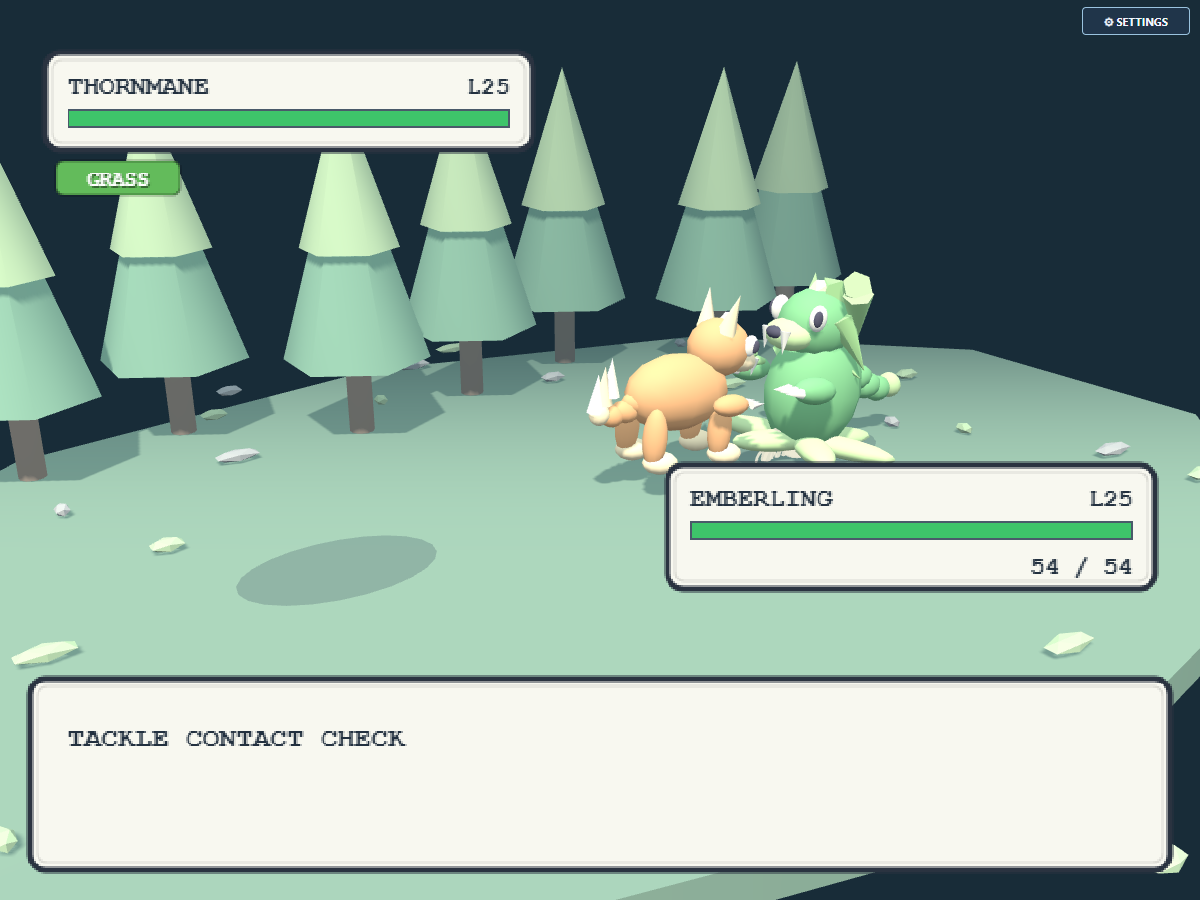 ⚙ SETTINGS
THORNMANE L25
GRASS
EMBERLING L25
54 / 54
TACKLE CONTACT CHECK